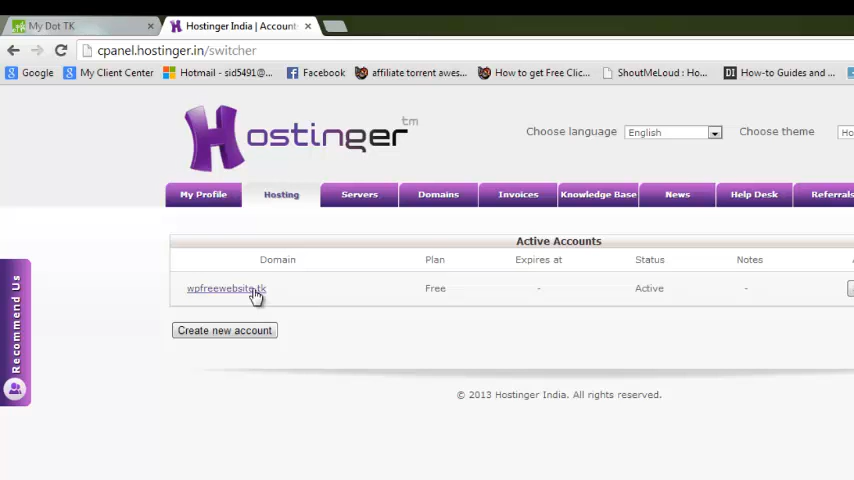 My Dot TK
Hostinger India | Account
cpanel.hostinger.in/switcher
Google
My Client Center
Hotmail - sid5491@...
Facebook
affiliate torrent awes...
How to get Free Clic...
ShoutMeLoud : Ho...
How-to Guides and ...
Hostinger™
Choose language
English
Choose theme
Ho
My Profile
Hosting
Servers
Domains
Invoices
Knowledge Base
News
Help Desk
Referrals
Active Accounts
Domain
Plan
Expires at
Status
Notes
wpfreewebsite.tk
Free
-
Active
-
Create new account
Recommend Us
© 2013 Hostinger India. All rights reserved.